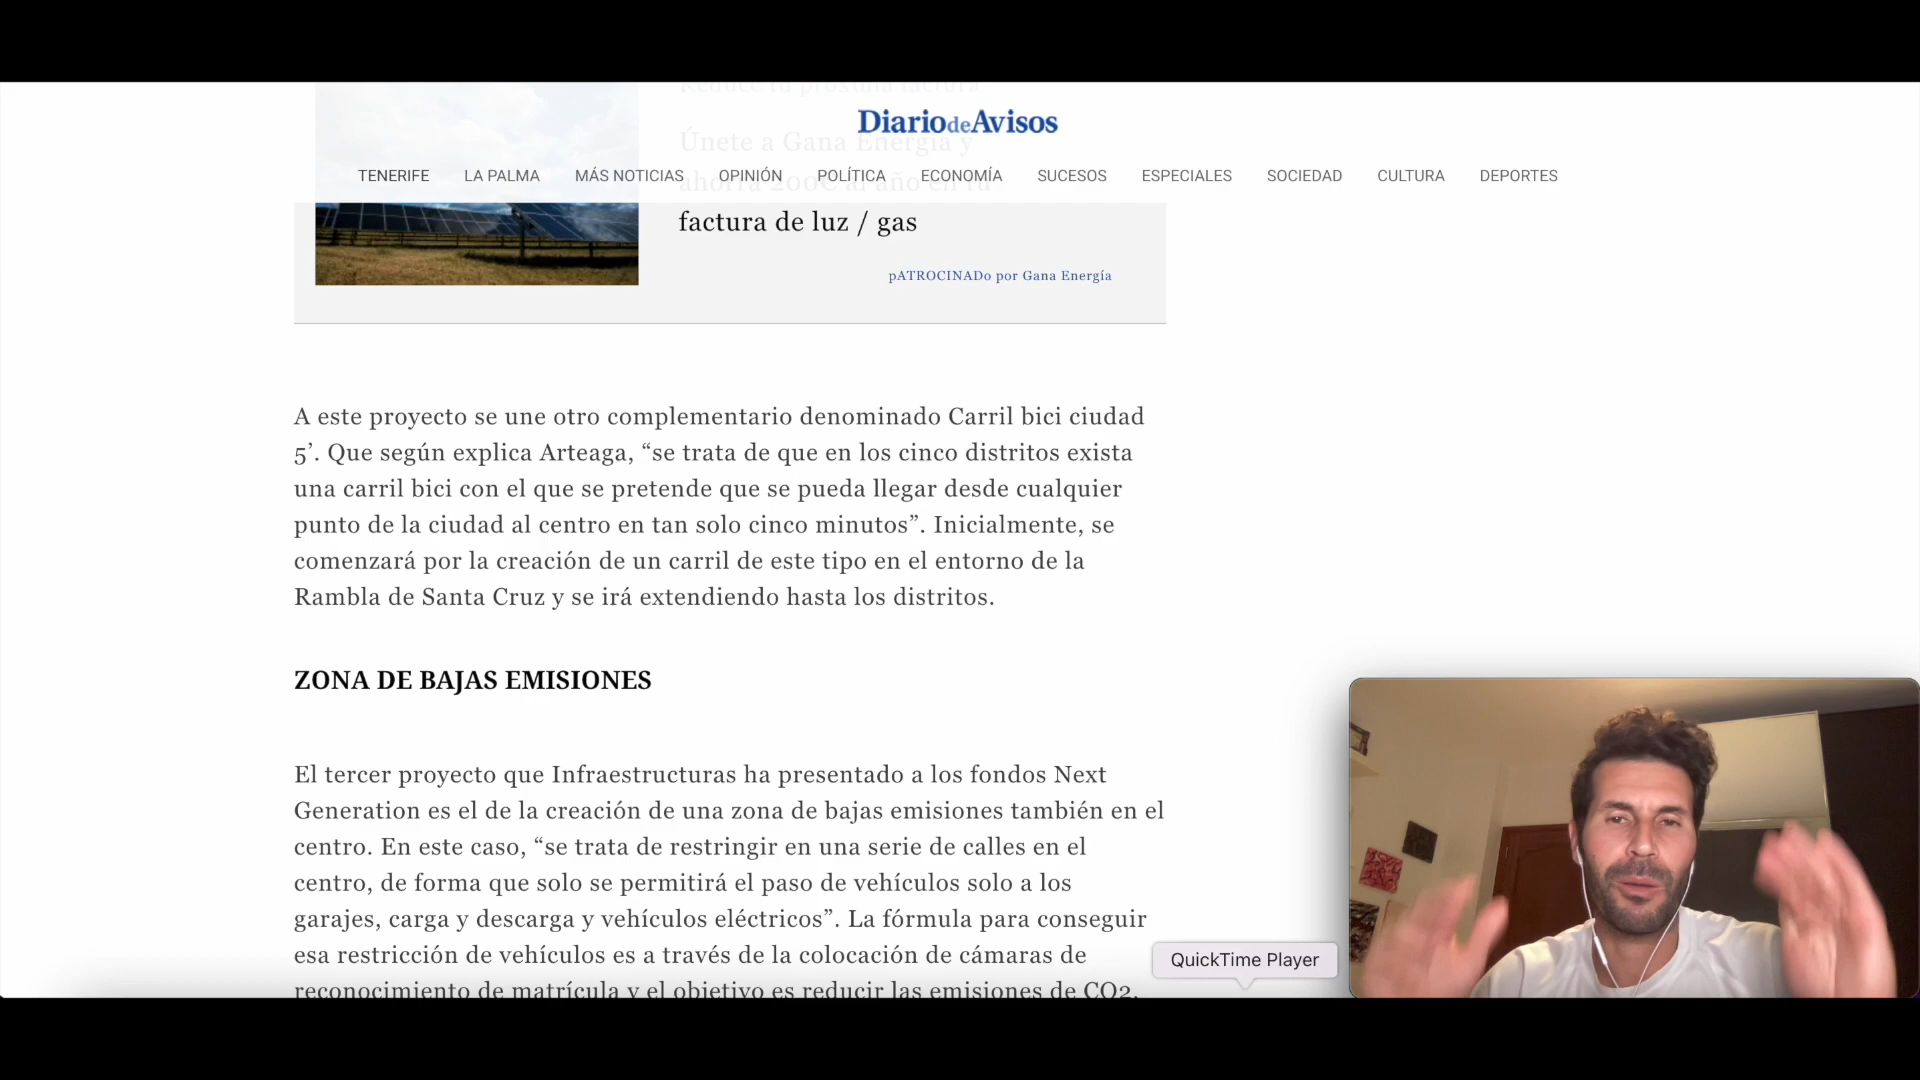 Reduce tu próxima factura
DiariodeAvisos
Únete a Gana Energía y
TENERIFE LA PALMA MÁS NOTICIAS OPINIÓN POLÍTICA ECONOMÍA SUCESOS ESPECIALES SOCIEDAD CULTURA DEPORTES
ahorra 200€ al año en tu
factura de luz / gas
pATROCINADo por Gana Energía
A este proyecto se une otro complementario denominado Carril bici ciudad
5’. Que según explica Arteaga, “se trata de que en los cinco distritos exista
una carril bici con el que se pretende que se pueda llegar desde cualquier
punto de la ciudad al centro en tan solo cinco minutos”. Inicialmente, se
comenzará por la creación de un carril de este tipo en el entorno de la
Rambla de Santa Cruz y se irá extendiendo hasta los distritos.
ZONA DE BAJAS EMISIONES
El tercer proyecto que Infraestructuras ha presentado a los fondos Next
Generation es el de la creación de una zona de bajas emisiones también en el
centro. En este caso, “se trata de restringir en una serie de calles en el
centro, de forma que solo se permitirá el paso de vehículos solo a los
garajes, carga y descarga y vehículos eléctricos”. La fórmula para conseguir
esa restricción de vehículos es a través de la colocación de cámaras de
reconocimiento de matrícula y el objetivo es reducir las emisiones de CO2.
QuickTime Player